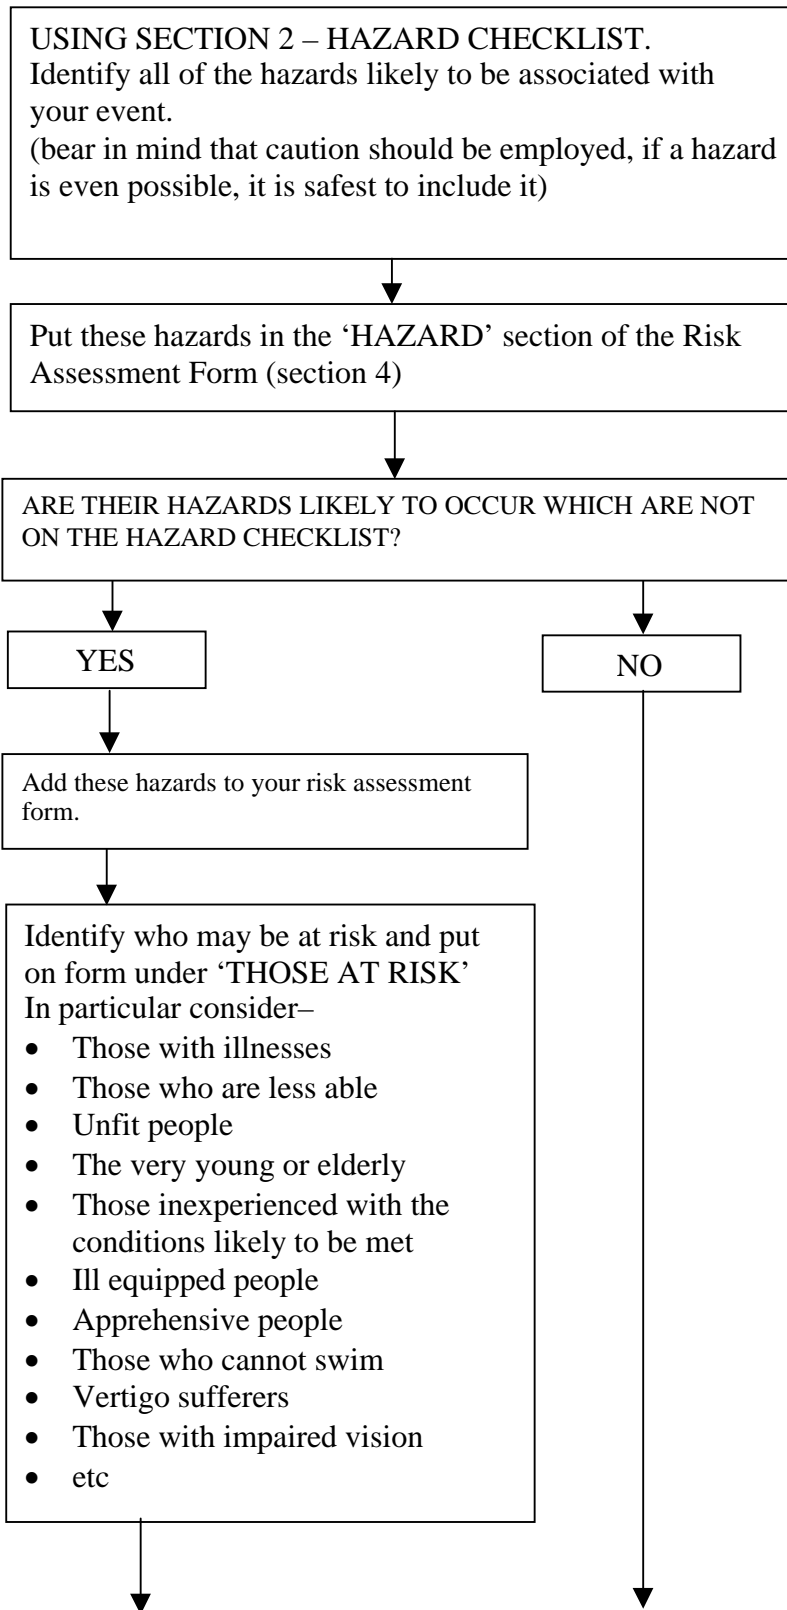 USING SECTION 2 – HAZARD CHECKLIST.
Identify all of the hazards likely to be associated with
your event.
(bear in mind that caution should be employed, if a hazard
is even possible, it is safest to include it)
Put these hazards in the ‘HAZARD’ section of the Risk
Assessment Form (section 4)
ARE THEIR HAZARDS LIKELY TO OCCUR WHICH ARE NOT
ON THE HAZARD CHECKLIST?
YES
NO
Add these hazards to your risk assessment
form.
Identify who may be at risk and put
on form under ‘THOSE AT RISK’
In particular consider–
• Those with illnesses
• Those who are less able
• Unfit people
• The very young or elderly
• Those inexperienced with the
conditions likely to be met
• Ill equipped people
• Apprehensive people
• Those who cannot swim
• Vertigo sufferers
• Those with impaired vision
• etc